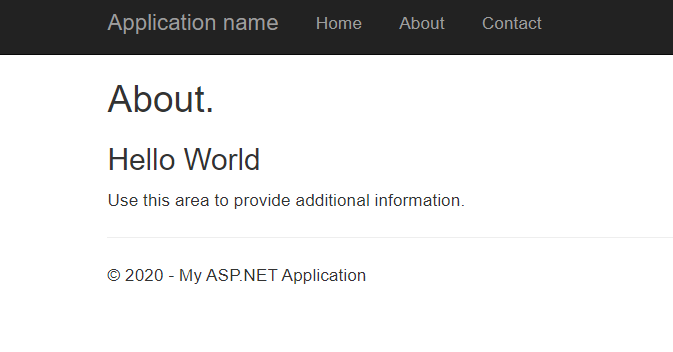 Application name Home About Contact
About.
Hello World
Use this area to provide additional information.
© 2020 - My ASP.NET Application